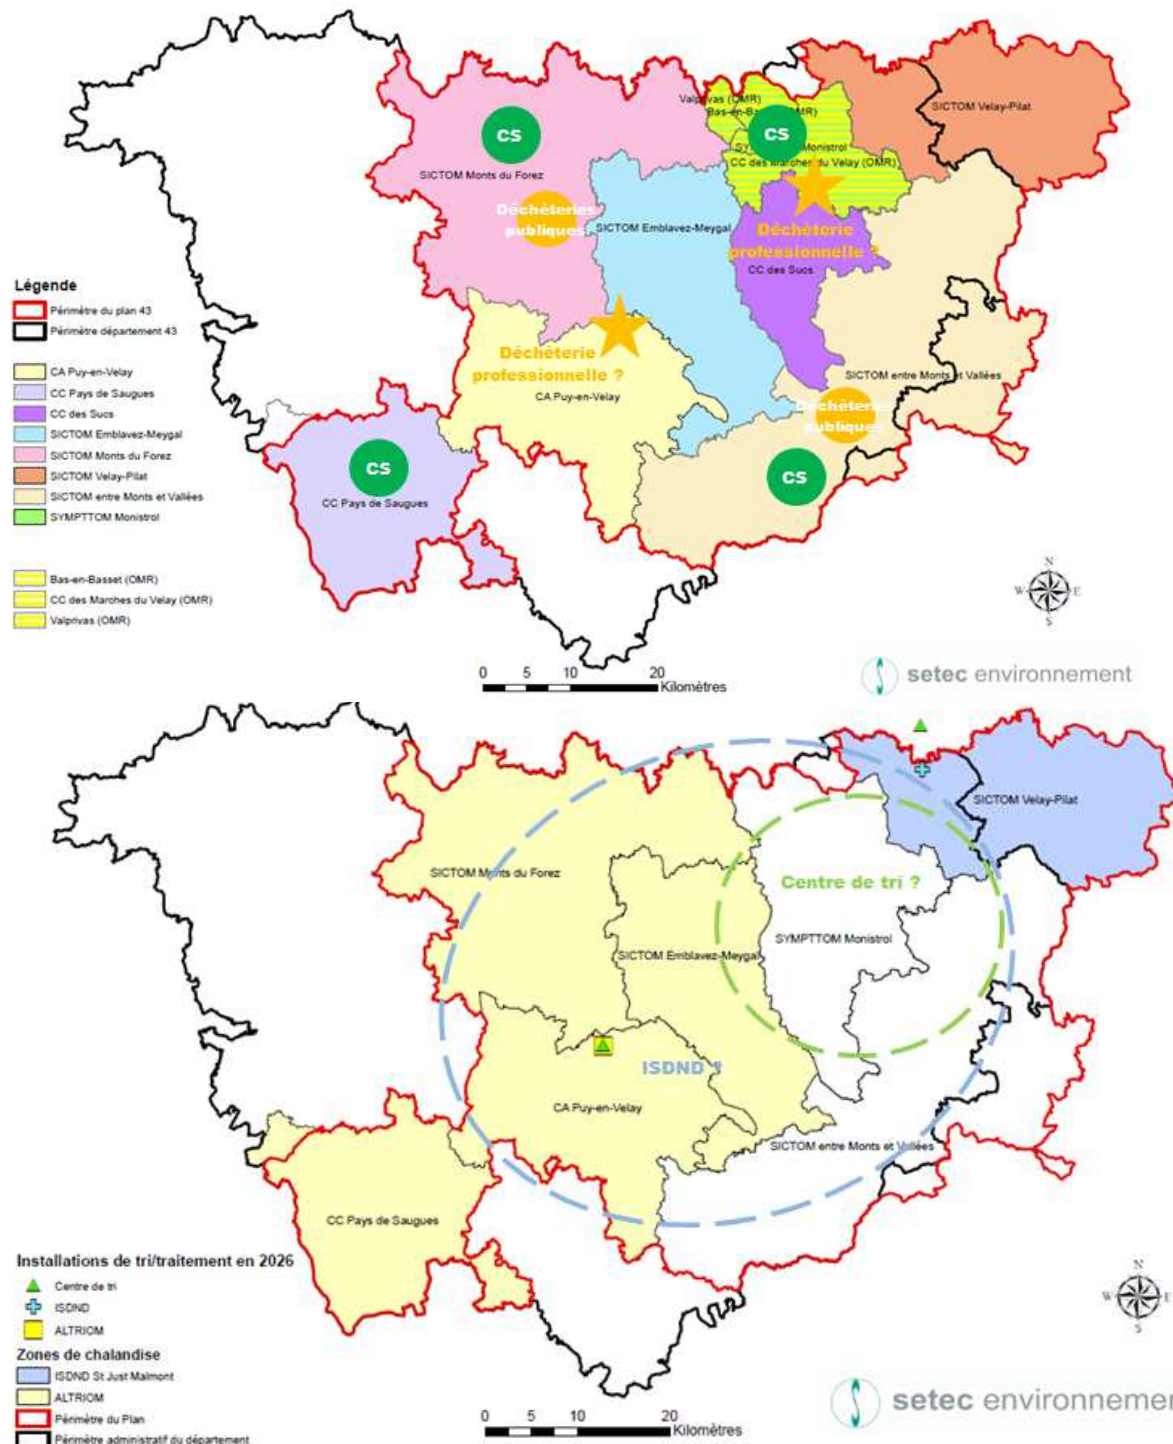 Valprivas (OMR)
Bas-en-Ba (OMR)
CS
SICTOM Velay-Pilat
CS
SY Monistrol
CC des Marches du Velay (OMR)
SICTOM Monts du Forez
Déchèteries
publiques
SICTOM Emblavez-Meygal
Déchèterie
professionnelle ?
CC des Sucs
Légende
Périmètre du plan 43
Périmètre département 43
CA Puy-en-Velay
CC Pays de Saugues
CC des Sucs
SICTOM Emblavez-Meygal
SICTOM Monts du Forez
SICTOM Velay-Pilat
SICTOM entre Monts et Vallées
SYMPTTOM Monistrol
Bas-en-Basset (OMR)
CC des Marches du Velay (OMR)
Valprivas (OMR)
Déchèterie
professionnelle ?
CA Puy-en-Velay
SICTOM entre Monts et Vallées
Déchèteries
publiques
CS
CC Pays de Saugues
CS
N
W E
S
0 5 10 20
Kilomètres
setec environnement
SICTOM Velay-Pilat
SICTOM Monts du Forez
Centre de tri ?
SYMPTTOM Monistrol
SICTOM Emblavez-Meygal
ISDND ?
CA Puy-en-Velay
SICTOM entre Monts et Vallées
CC Pays de Saugues
Installations de tri/traitement en 2026
Centre de tri
ISDND
ALTRIOM
Zones de chalandise
ISDND St Just Malmont
ALTRIOM
Périmètre du Plan
Périmètre administratif du département
N
W E
S
0 5 10 20
Kilomètres
setec environnemen